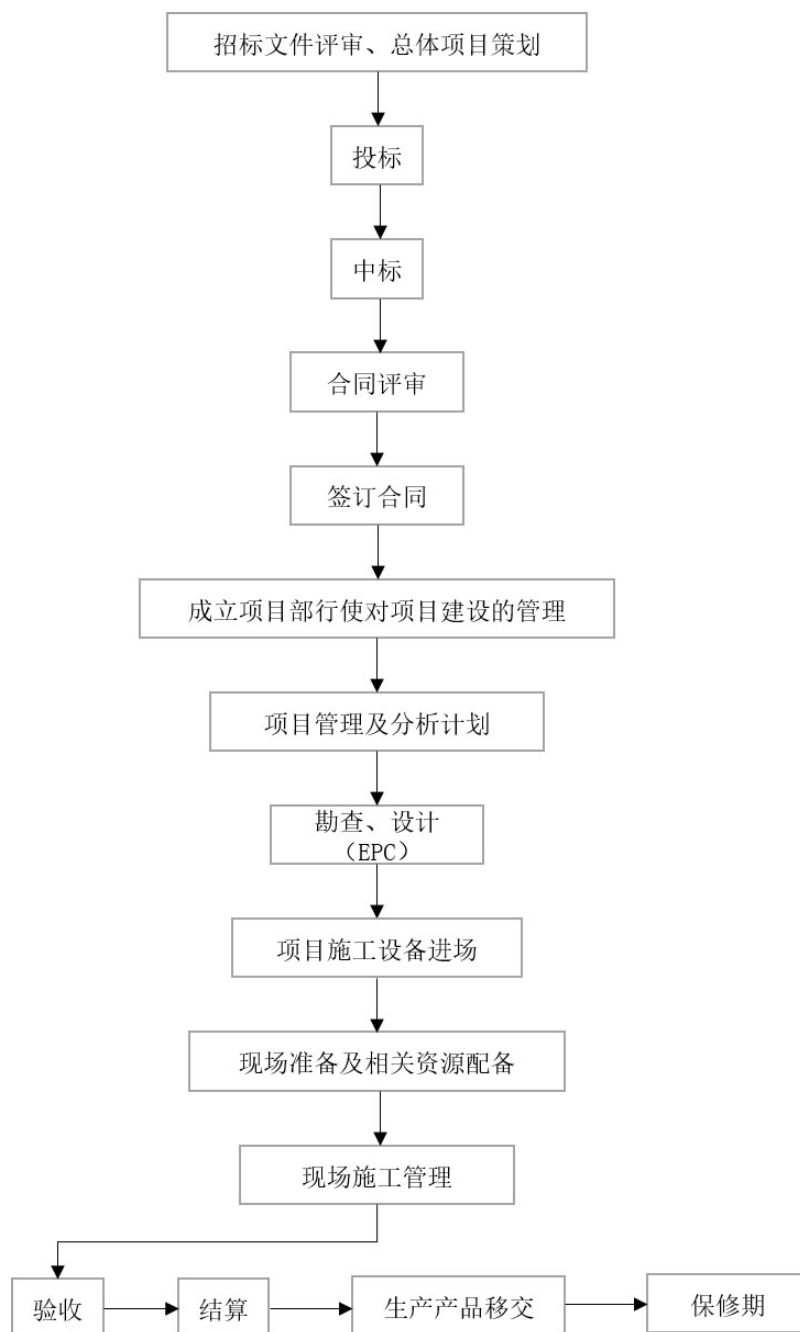 招标文件评审、总体项目策划
投标
中标
合同评审
签订合同
成立项目部行使对项目建设的管理
项目管理及分析计划
勘查、设计
（EPC）
项目施工设备进场
现场准备及相关资源配备
现场施工管理
验收
结算
生产产品移交
保修期